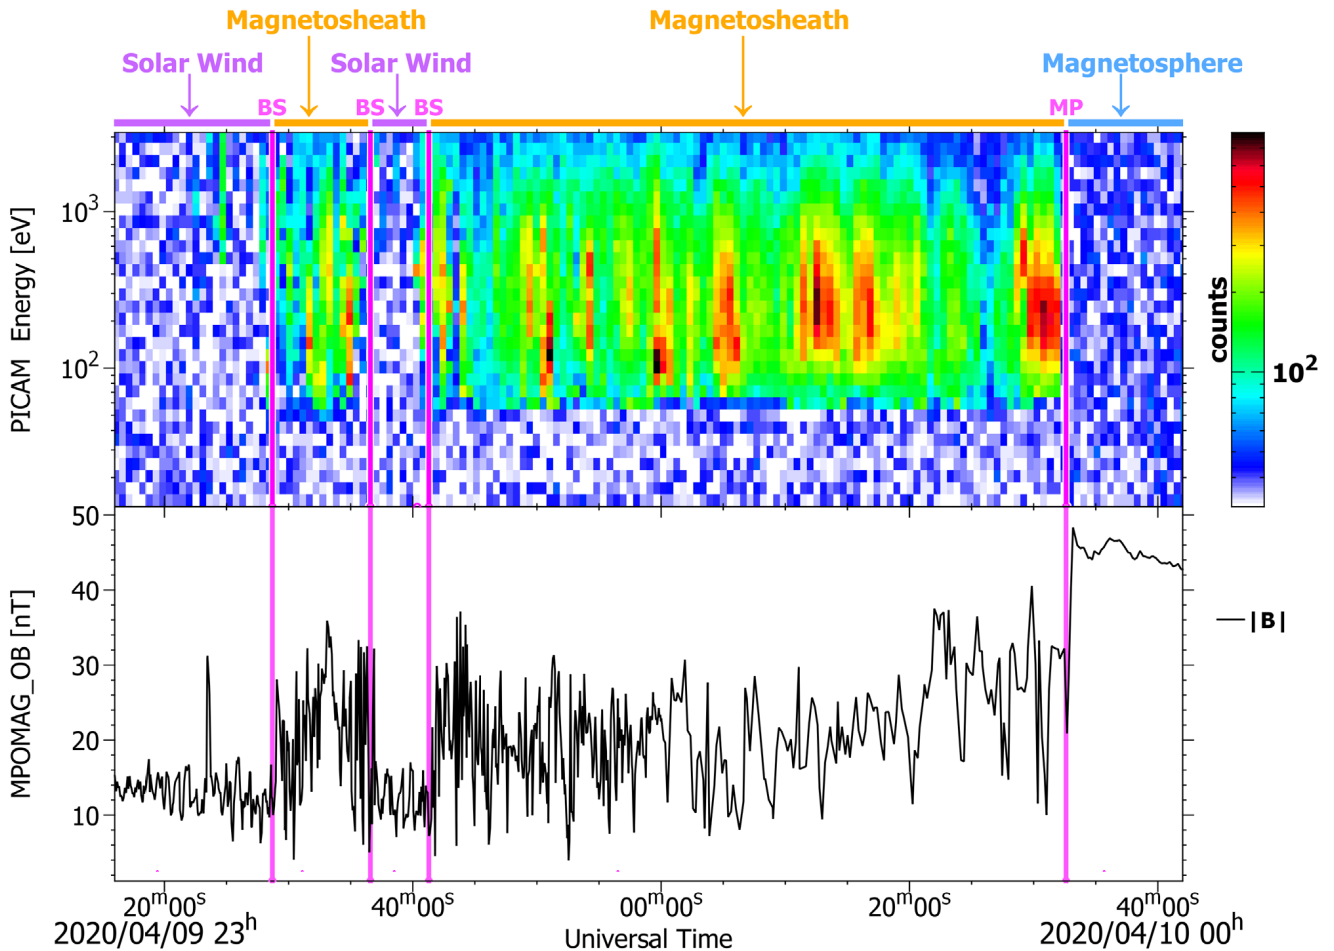 Magnetosheath Magnetosheath
Solar Wind Solar Wind Magnetosphere
BS BS BS MP
PICAM Energy [eV]
10³
10²
counts
10²
MPOMAG_OB [nT]
50
40
30
20
10
|B|
20ᵐ00ˢ 40ᵐ00ˢ 00ᵐ00ˢ 20ᵐ00ˢ 40ᵐ00ˢ
2020/04/09 23ʰ Universal Time 2020/04/10 00ʰ